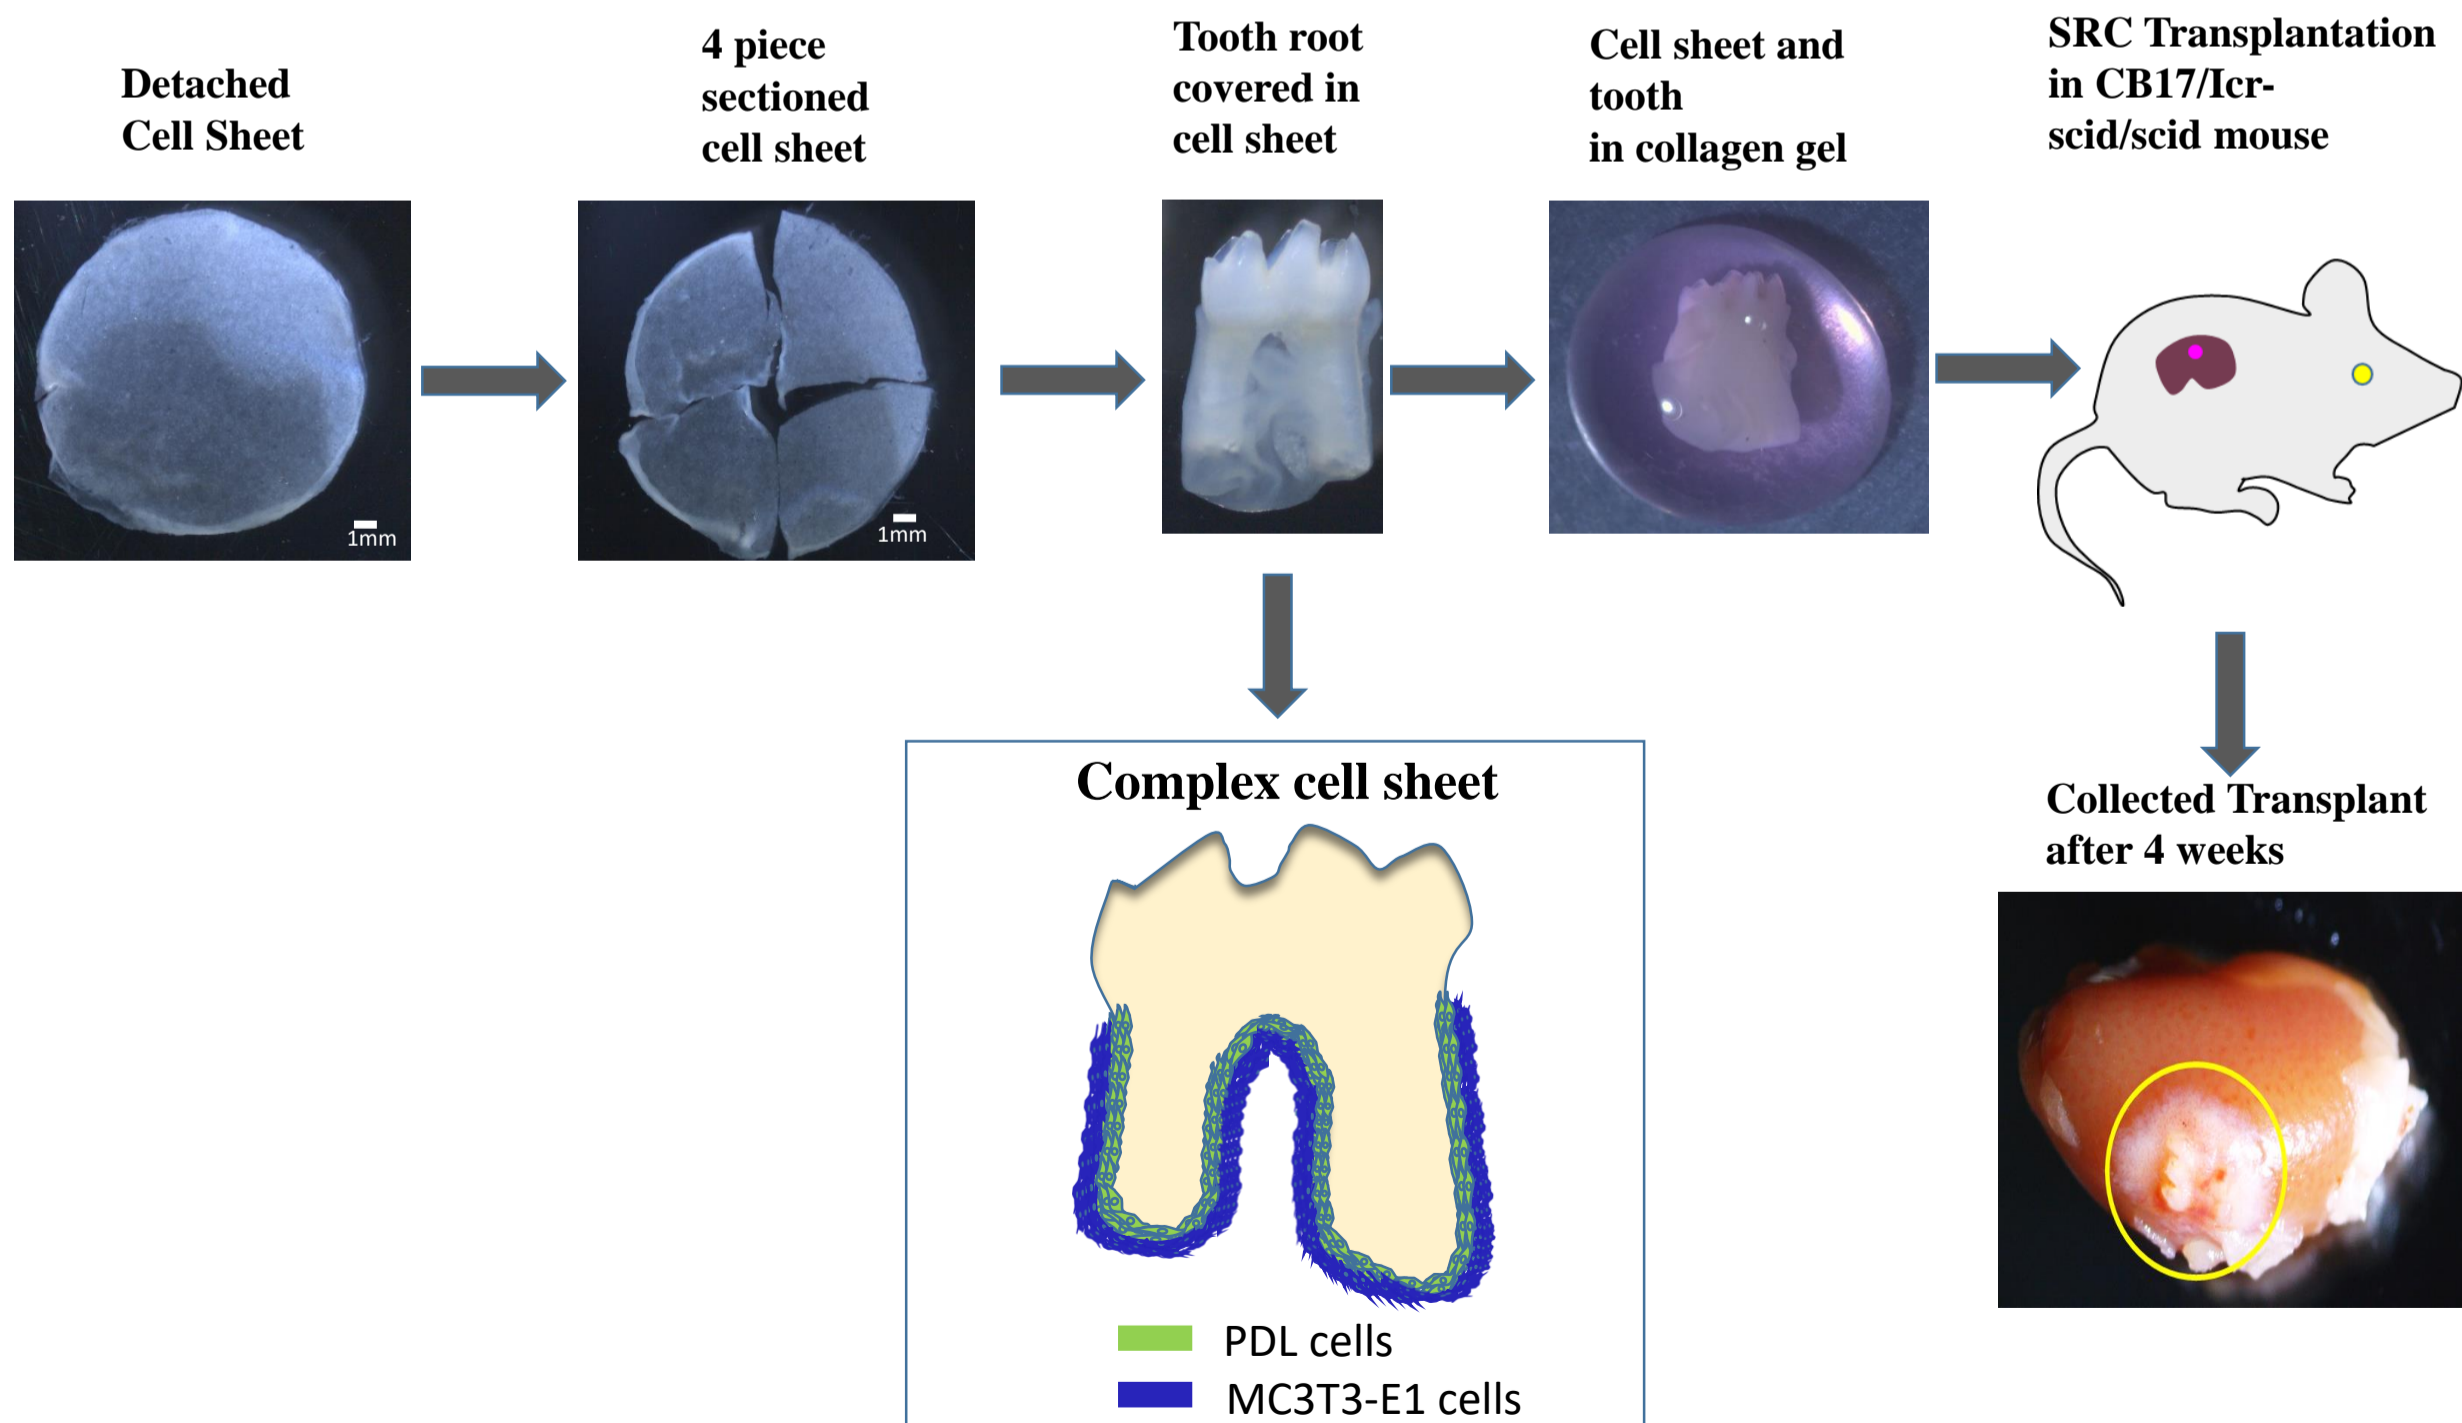 Detached
Cell Sheet
4 piece
sectioned
cell sheet
Tooth root
covered in
cell sheet
Cell sheet and
tooth
in collagen gel
SRC Transplantation
in CB17/Icr-
scid/scid mouse
1mm
1mm
Complex cell sheet
PDL cells
MC3T3-E1 cells
Collected Transplant
after 4 weeks